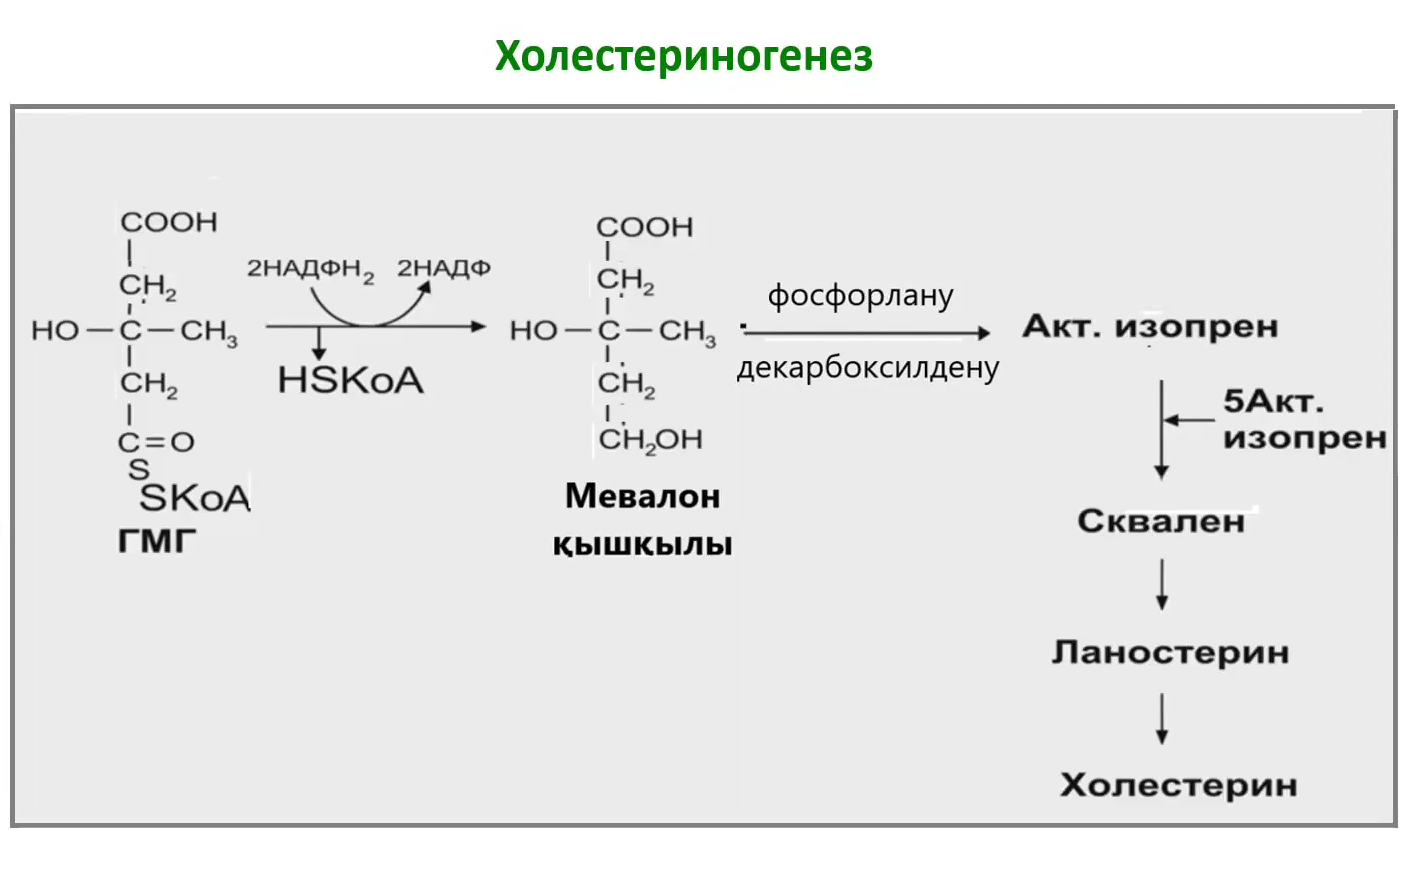 Холестериногенез
COOH
CH2
HO – C – CH3
CH2
C=O
S
SKoA
ГМГ
2НАДФН2 2НАДФ
HSKoA
COOH
CH2
HO – C – CH3
CH2
CH2OH
Мевалон
қышқылы
фосфорлану
декарбоксилдену
Акт. изопрен
5Акт.
изопрен
Сквален
Ланостерин
Холестерин